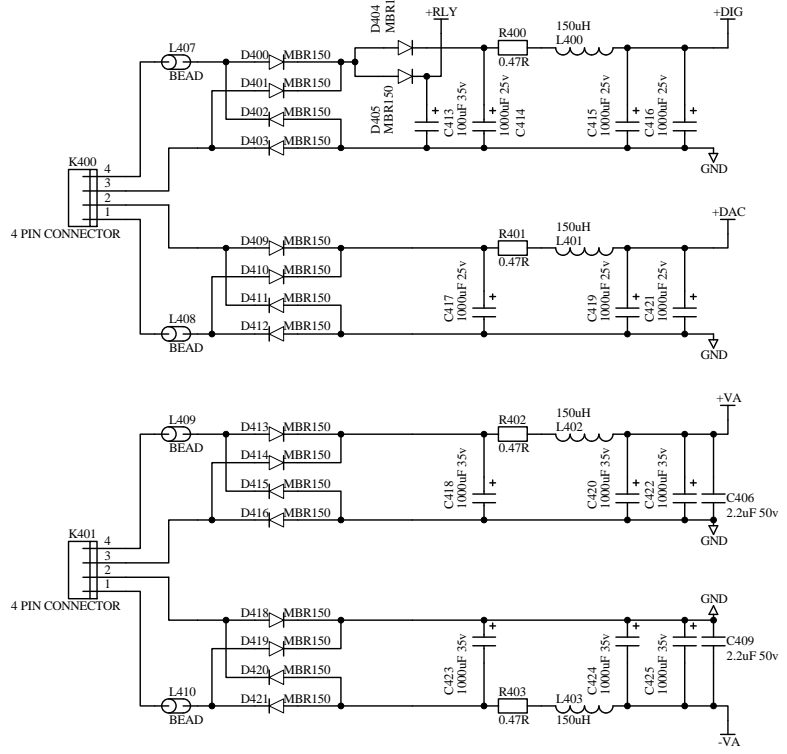 D404
MBR1
+RLY
+DIG
L407
BEAD
D400 MBR150
D401
D402
D403 MBR150
D405
MBR150
C413
100uF 35v
1000uF 25v
C414
R400
0.47R
150uH
L400
C415
1000uF 25v
C416
1000uF 25v
GND
K400
4
3
2
1
4 PIN CONNECTOR
D409 MBR150
D410 MBR150
D411 MBR150
D412 MBR150
L408
BEAD
C417
1000uF 25v
R401
0.47R
150uH
L401
C419
1000uF 25v
C421
1000uF 25v
+DAC
GND
L409
BEAD
D413 MBR150
D414 MBR150
D415 MBR150
D416 MBR150
C418
1000uF 35v
R402
0.47R
150uH
L402
C420
1000uF 35v
C422
1000uF 35v
+VA
C406
2.2uF 50v
GND
K401
4
3
2
1
4 PIN CONNECTOR
D418 MBR150
D419 MBR150
D420 MBR150
D421 MBR150
L410
BEAD
C423
1000uF 35v
R403
0.47R
L403
150uH
C424
1000uF 35v
C425
1000uF 35v
GND
C409
2.2uF 50v
-VA